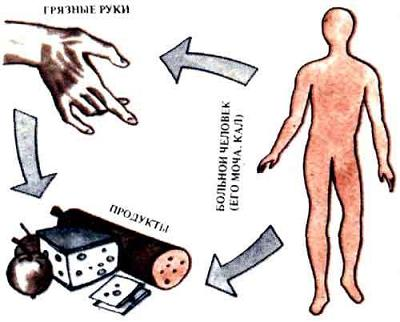 ГРЯЗНЫЕ РУКИ
БОЛЬНОЙ ЧЕЛОВЕК
(ЕГО МОЧА, КАЛ)
ПРОДУКТЫ